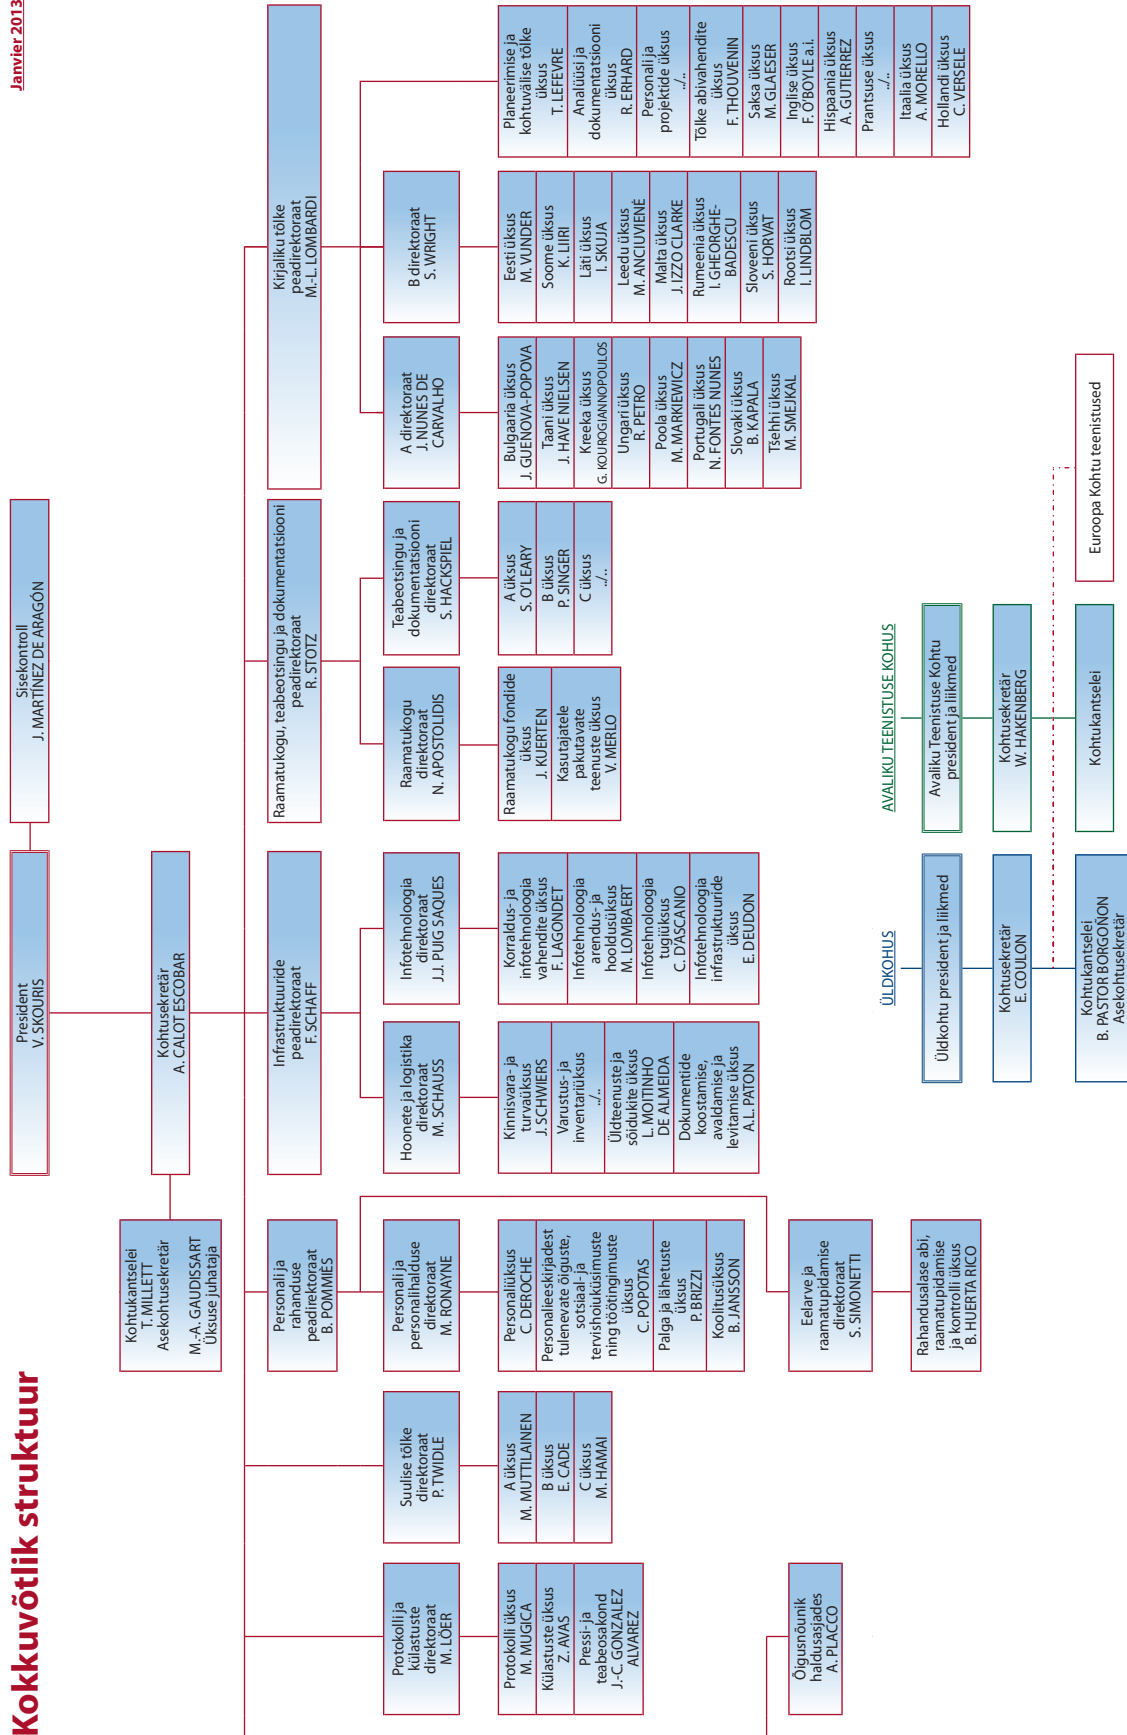 Kokkuvõtlik struktuur
Janvier 2013
President
V. SKOURIS
Sisekontroll
J. MARTÍNEZ DE ARAGÓN
Kohtusekretär
A. CALOT ESCOBAR
Kohtukantselei
T. MILLETT
Asekohtusekretär
M.-A. GAUDISSART
Üksuse juhataja
Personali ja
rahanduse
peadirektoraat
B. POMMIÈS
Infrastruktuuride
peadirektoraat
F. SCHAFF
Raamatukogu, teabeotsingu ja dokumentatsiooni
peadirektoraat
R. STOTZ
Kirjaliku tõlke
peadirektoraat
M.-L. LOMBARDI
Protokolli ja
külastuste
direktoraat
M. LÖER
Suulise tõlke
direktoraat
P. TWIDLE
Personali ja
personalihalduse
direktoraat
M. RONAYNE
Hoonete ja logistika
direktoraat
M. SCHAUSS
Infotehnoloogia
direktoraat
J.J. PUIG SAQUES
Raamatukogu
direktoraat
N. APOSTOLIDIS
Teabeotsingu ja
dokumentatsiooni
direktoraat
S. HACKSPIEL
A direktoraat
J. NUNES DE
CARVALHO
B direktoraat
S. WRIGHT
Protokolli üksus
M. MUGICA
Külastuste üksus
Z. AVAS
Pressi- ja
teabeosakond
J.-C. GONZALEZ
ALVAREZ
A üksus
M. MUTTILAINEN
B üksus
E. CADE
C üksus
M. HAMAI
Personaliüksus
C. DEROCHE
Personalieeskirjadest
tulenevate õiguste,
sotsiaal- ja
tervishoiuküsimuste
ning töötingimuste
üksus
C. POPOTAS
Palga ja lähetuste
üksus
P. BRIZZI
Koolitusüksus
B. JANSSON
Kinnisvara- ja
turvaüksus
J. SCHWIERS
Varustus- ja
inventariüksus
../..
Üldteenuste ja
sõidukite üksus
L. MOITINHO
DE ALMEIDA
Dokumentide
koostamise,
avaldamise ja
levitamise üksus
A.L. PATON
Korraldus- ja
infotehnoloogia
vahendite üksus
F. LAGONDET
Infotehnoloogia
arendus- ja
hooldusüksus
M. LOMBAERT
Infotehnoloogia
tugiüksus
C. D'ASCANIO
Infotehnoloogia
infrastruktuuride
üksus
E. DEUDON
Raamatukogu fondide
üksus
J. KUERTEN
Kasutajatele
pakutavate
teenuste üksus
V. MERLO
A üksus
S. O'LEARY
B üksus
P. SINGER
C üksus
../..
Bulgaaria üksus
J. GUENOVA-POPOVA
Taani üksus
J. HAVE NIELSEN
Kreeka üksus
G. KOUROGIANNOPOULOS
Ungari üksus
R. PETRO
Poola üksus
M. MARKIEWICZ
Portugali üksus
N. FONTES NUNES
Slovaki üksus
B. KAPALA
Tšehhi üksus
M. SMEJKAL
Eesti üksus
M. VUNDER
Soome üksus
K. LIIRI
Läti üksus
I. SKUJA
Leedu üksus
M. ANCIUVIENĖ
Malta üksus
J. IZZO CLARKE
Rumeenia üksus
I. GHEORGHE-
BADESCU
Sloveeni üksus
S. HORVAT
Rootsi üksus
I. LINDBLOM
Planeerimise ja
kohtuvälise tõlke
üksus
T. LEFEVRE
Analüüsi ja
dokumentatsiooni
üksus
R. ERHARD
Personali ja
projektide üksus
../..
Tõlke abivahendite
üksus
F. THOUVENIN
Saksa üksus
M. GLAESER
Inglise üksus
F. O'BOYLE a.i.
Hispaania üksus
A. GUTIERREZ
Prantsuse üksus
../..
Itaalia üksus
A. MORELLO
Hollandi üksus
C. VERSELE
Õigusnõunik
haldusasjades
A. PLACCO
Eelarve ja
raamatupidamise
direktoraat
S. SIMONETTI
Rahandusalase abi,
raamatupidamise
ja kontrolli üksus
B. HUERTA RICO
ÜLDKOHUS
Üldkohtu president ja liikmed
Kohtusekretär
E. COULON
Kohtukantselei
B. PASTOR BORGOÑON
Asekohtusekretär
AVALIKU TEENISTUSE KOHUS
Avaliku Teenistuse Kohtu
president ja liikmed
Kohtusekretär
W. HAKENBERG
Kohtukantselei
Euroopa Kohtu teenistused